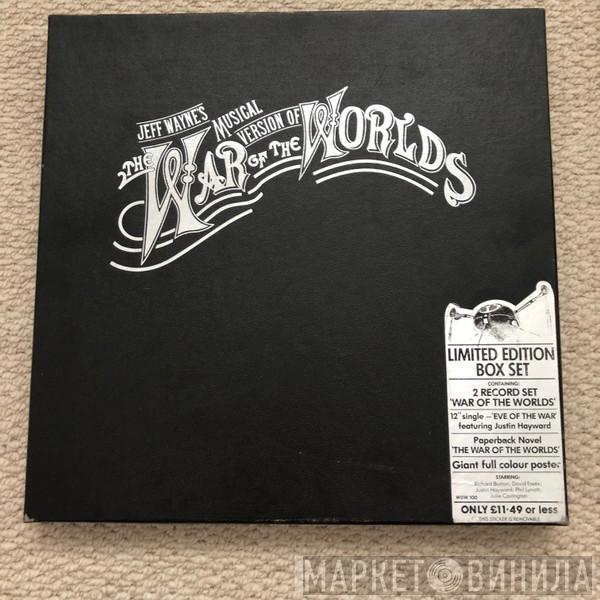 JEFF WAYNE'S
MUSICAL
VERSION OF
THE
WAR OF THE WORLDS
LIMITED EDITION
BOX SET
CONTAINING:
2 RECORD SET
'WAR OF THE WORLDS'
12" single – 'EVE OF THE WAR'
featuring Justin Hayward
Paperback Novel
'THE WAR OF THE WORLDS'
Giant full colour poster
STARRING:
Richard Burton, David Essex,
Justin Hayward, Phil Lynott,
Julie Covington
WOW 100
ONLY £11·49 or less
THIS STICKER IS REMOVABLE
МАРКЕТ ВИНИЛА